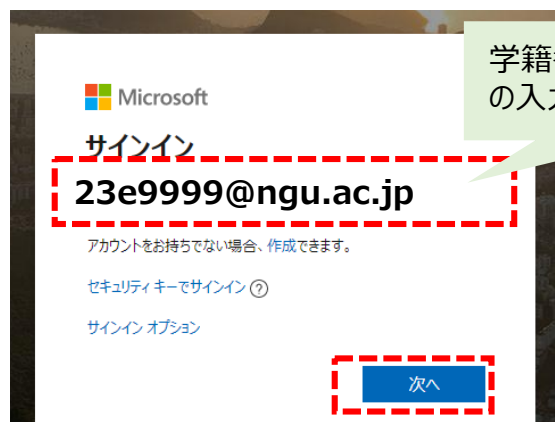 Microsoft
サインイン
23e9999@ngu.ac.jp
アカウントをお持ちでない場合、作成できます。
セキュリティ キーでサインイン
サインイン オプション
次へ
学籍
の入